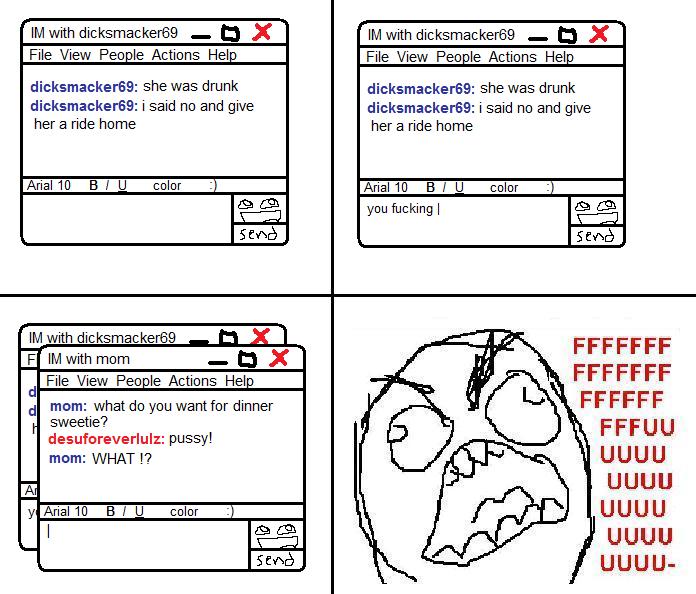 IM with dicksmacker69
File View People Actions Help
dicksmacker69: she was drunk
dicksmacker69: i said no and give
her a ride home
Arial 10 B / U color :)
send
IM with dicksmacker69
File View People Actions Help
dicksmacker69: she was drunk
dicksmacker69: i said no and give
her a ride home
Arial 10 B / U color :)
you fucking |
send
IM with dicksmacker69
F
d
d
h
Ar
yo
IM with mom
File View People Actions Help
mom: what do you want for dinner
sweetie?
desuforeverlulz: pussy!
mom: WHAT !?
Arial 10 B / U color :)
|
send
FFFFFFF
FFFFFFF
FFFFFF
FFFUU
UUUU
UUUU
UUUU
UUUU
UUUU-